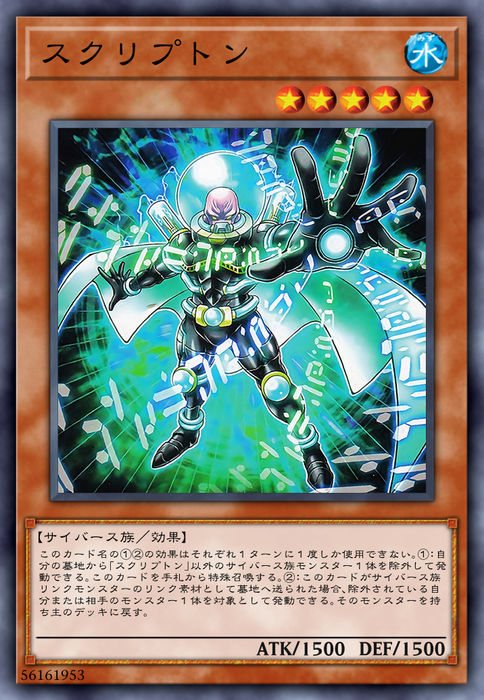 スクリプトン
みず
水
【サイバース族／効果】
このカード名の①②の効果はそれぞれ1ターンに1度しか使用できない。①：自
分の墓地から「スクリプトン」以外のサイバース族モンスター1体を除外して発
動できる。このカードを手札から特殊召喚する。②：このカードがサイバース族
リンクモンスターのリンク素材として墓地へ送られた場合、除外されている自
分または相手のモンスター1体を対象として発動できる。そのモンスターを持
ち主のデッキに戻す。
ATK/1500 DEF/1500
56161953